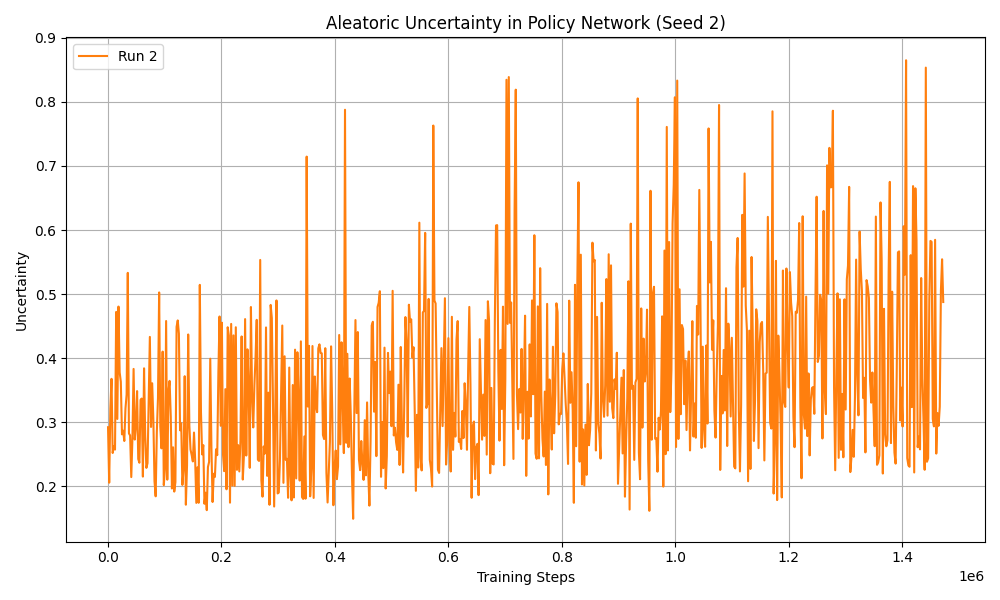 Aleatoric Uncertainty in Policy Network (Seed 2)
Run 2
Uncertainty
0.9
0.8
0.7
0.6
0.5
0.4
0.3
0.2
0.0 0.2 0.4 0.6 0.8 1.0 1.2 1.4
1e6
Training Steps